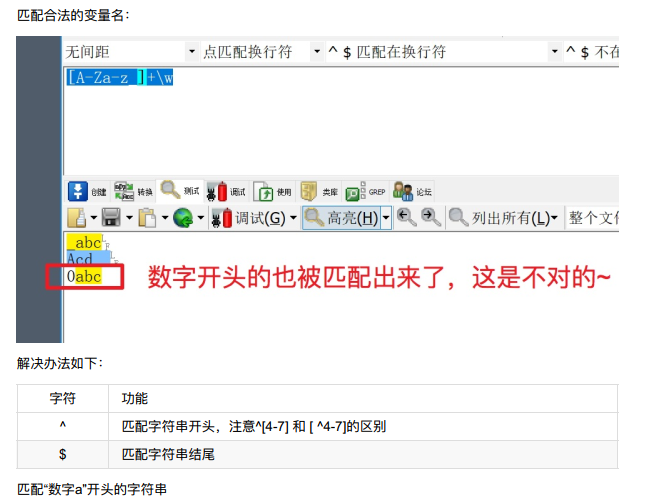 匹配合法的变量名：
无间距 点匹配换行符 ^ $ 匹配在换行符 ^ $ 不在
[A-Za-z_]+\w
创建 转换 测试 调试 使用 类库 GREP 论坛
调试(G) 高亮(H) 列出所有(L) 整个文件
_abc
Acd__
0abc 数字开头的也被匹配出来了，这是不对的~
解决办法如下：
字符 功能
^ 匹配字符串开头，注意^[4-7] 和 [ ^4-7]的区别
$ 匹配字符串结尾
匹配“数字a”开头的字符串